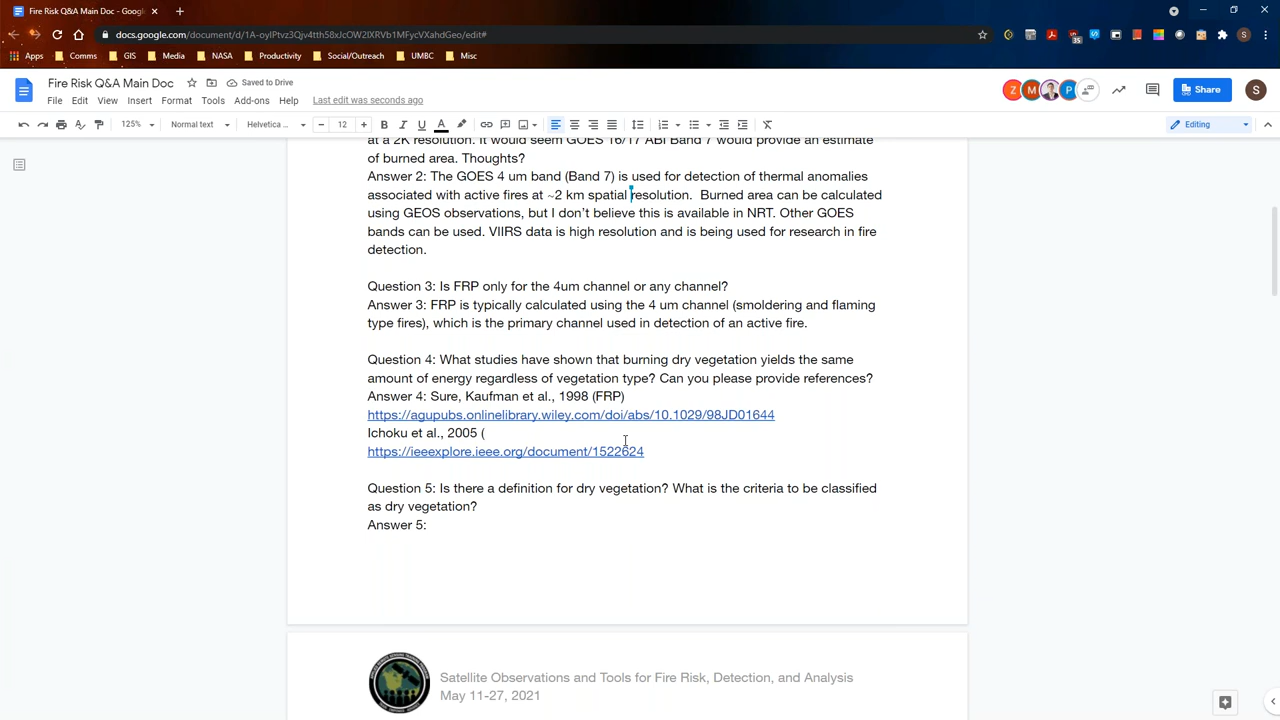 Fire Risk Q&A Main Doc - Googl
docs.google.com/document/d/1A-oyIPtvz3Qjv4tth58xJcOW2lXRVb1MFycVXahdGeo/edit#
Apps Comms GIS Media NASA Productivity Social/Outreach UMBC Misc
Fire Risk Q&A Main Doc Saved to Drive
File Edit View Insert Format Tools Add-ons Help Last edit was seconds ago
Z M P Share S
125% Normal text Helvetica ... 12 B I U A Editing
at a 2K resolution. It would seem GOES 16/17 ABI Band 7 would provide an estimate
of burned area. Thoughts?
Answer 2: The GOES 4 um band (Band 7) is used for detection of thermal anomalies
associated with active fires at ~2 km spatial resolution. Burned area can be calculated
using GEOS observations, but I don't believe this is available in NRT. Other GOES
bands can be used. VIIRS data is high resolution and is being used for research in fire
detection.
Question 3: Is FRP only for the 4um channel or any channel?
Answer 3: FRP is typically calculated using the 4 um channel (smoldering and flaming
type fires), which is the primary channel used in detection of an active fire.
Question 4: What studies have shown that burning dry vegetation yields the same
amount of energy regardless of vegetation type? Can you please provide references?
Answer 4: Sure, Kaufman et al., 1998 (FRP)
https://agupubs.onlinelibrary.wiley.com/doi/abs/10.1029/98JD01644
Ichoku et al., 2005 (
https://ieeexplore.ieee.org/document/1522624
Question 5: Is there a definition for dry vegetation? What is the criteria to be classified
as dry vegetation?
Answer 5:
Satellite Observations and Tools for Fire Risk, Detection, and Analysis
May 11-27, 2021